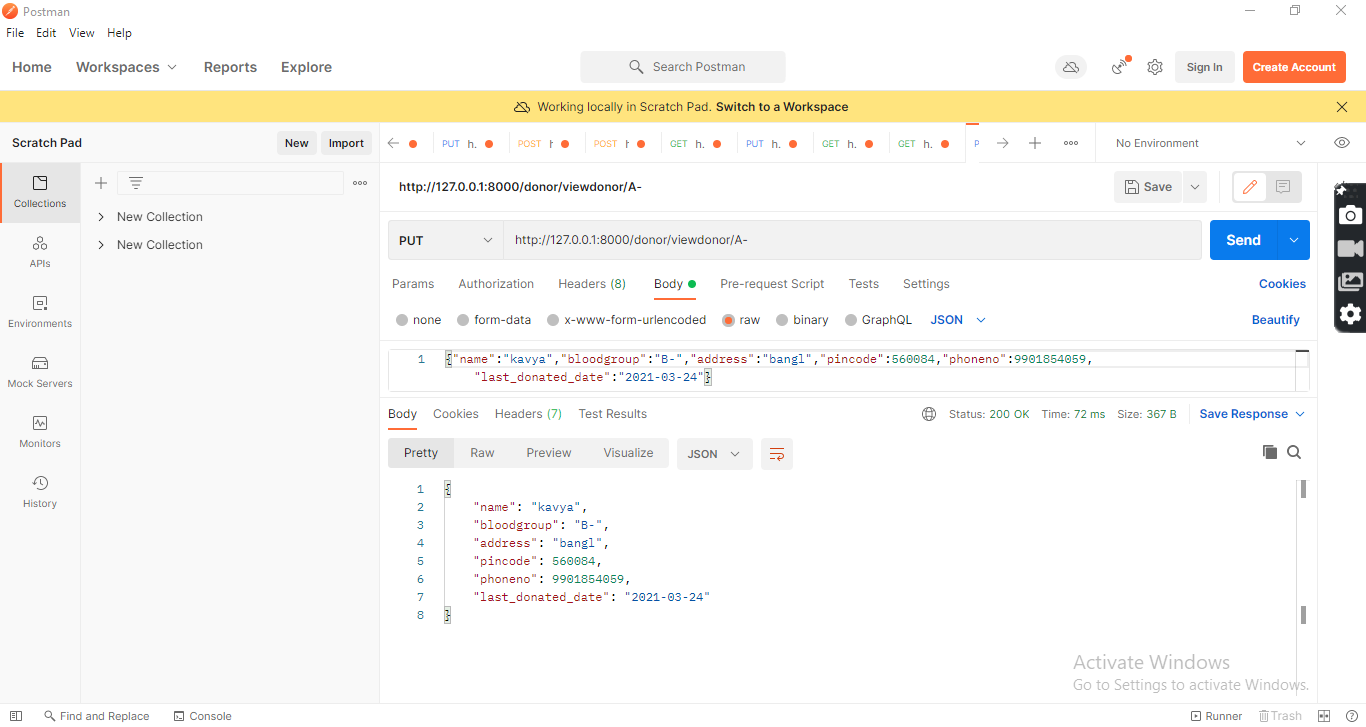 Postman
File Edit View Help
Home Workspaces Reports Explore Search Postman Sign In Create Account
Working locally in Scratch Pad. Switch to a Workspace
Scratch Pad New Import
PUT h. POST h POST h GET h. PUT h. GET h. GET h. P No Environment
Collections
APIs
Environments
Mock Servers
Monitors
History
New Collection
New Collection
http://127.0.0.1:8000/donor/viewdonor/A- Save
PUT http://127.0.0.1:8000/donor/viewdonor/A- Send
Params Authorization Headers (8) Body Pre-request Script Tests Settings Cookies
none form-data x-www-form-urlencoded raw binary GraphQL JSON Beautify
1 {"name":"kavya","bloodgroup":"B-","address":"bangl","pincode":560084,"phoneno":9901854059,
"last_donated_date":"2021-03-24"}
Body Cookies Headers (7) Test Results Status: 200 OK Time: 72 ms Size: 367 B Save Response
Pretty Raw Preview Visualize JSON
1 {
2 "name": "kavya",
3 "bloodgroup": "B-",
4 "address": "bangl",
5 "pincode": 560084,
6 "phoneno": 9901854059,
7 "last_donated_date": "2021-03-24"
8 }
Activate Windows
Go to Settings to activate Windows.
Find and Replace Console Runner Trash